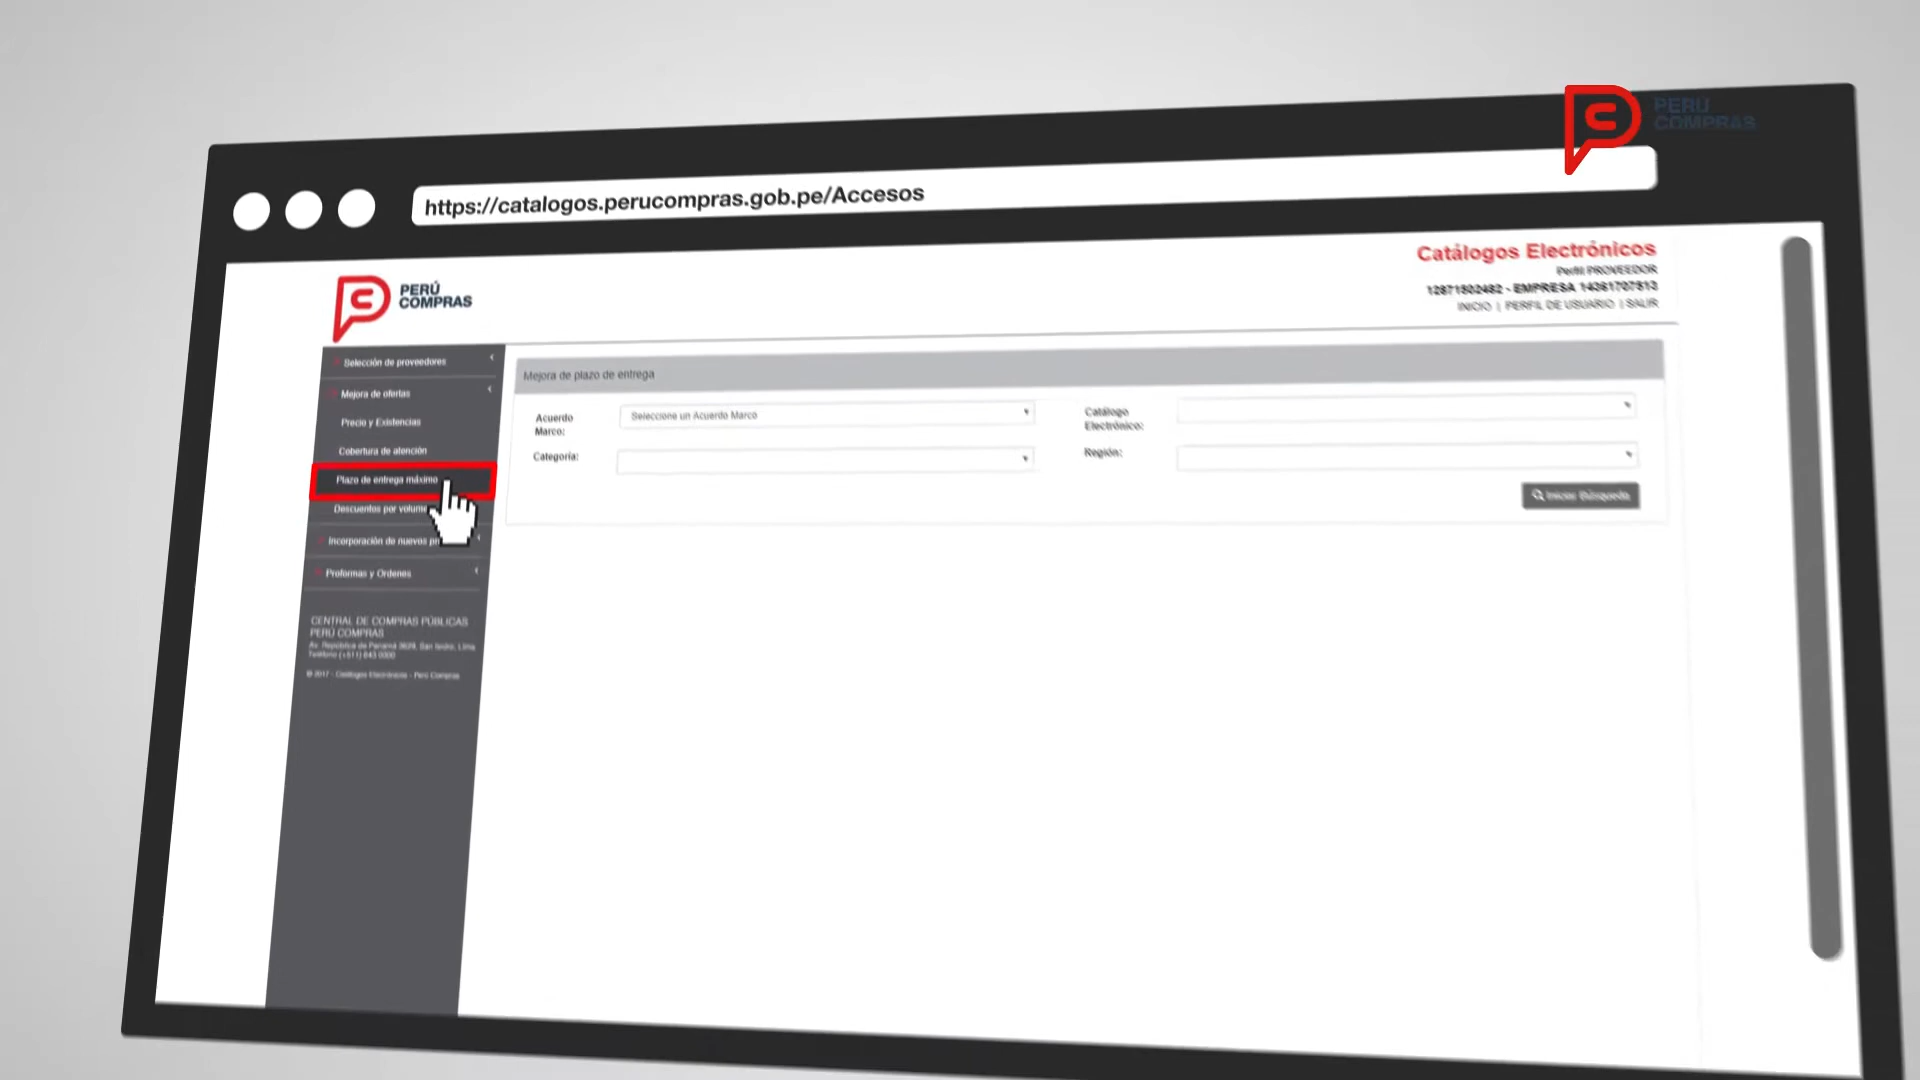 PERÚ
COMPRAS
https://catalogos.perucompras.gob.pe/Accesos
Catálogos Electrónicos
Perfil PROVEEDOR
12871502482 - EMPRESA 14361707513
INICIO | PERFIL DE USUARIO | SALIR
PERÚ
COMPRAS
Selección de proveedores
Mejora de ofertas
Precio y Existencias
Cobertura de atención
Plazo de entrega máximo
Descuentos por volume
Incorporación de nuevos pr
Proformas y Ordenes
CENTRAL DE COMPRAS PÚBLICAS
PERÚ COMPRAS
Av. República de Panamá 3629, San Isidro, Lima
Teléfono (+511) 643 0000
© 2017 - Catálogos Electrónicos - Perú Compras
Mejora de plazo de entrega
Acuerdo
Marco:
Seleccione un Acuerdo Marco
Catálogo
Electrónico:
Categoría:
Región:
Iniciar Búsqueda